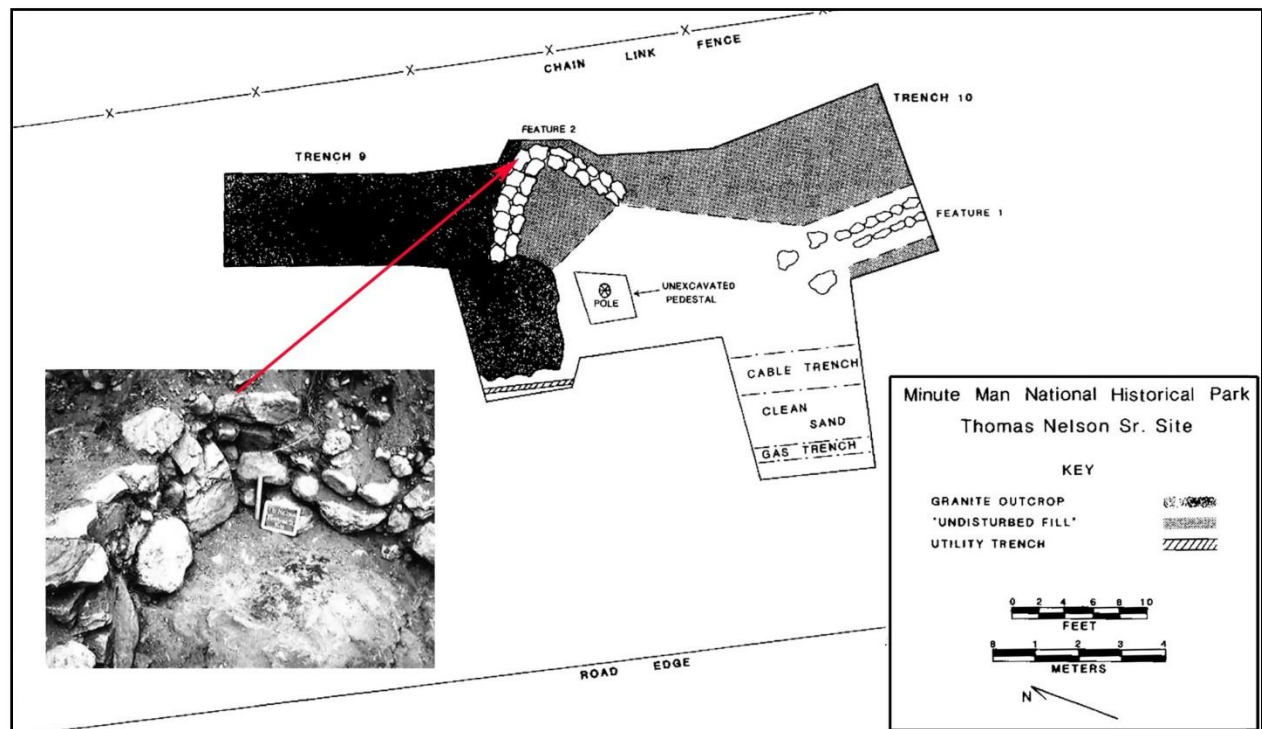 CHAIN LINK FENCE
TRENCH 10
FEATURE 2
TRENCH 9
FEATURE 1
UNEXCAVATED
PEDESTAL
POLE
CABLE TRENCH
CLEAN
SAND
GAS TRENCH
ROAD EDGE
Minute Man National Historical Park
Thomas Nelson Sr. Site
KEY
GRANITE OUTCROP
"UNDISTURBED FILL"
UTILITY TRENCH
0 2 4 6 8 10
FEET
1 2 3 4
METERS
N